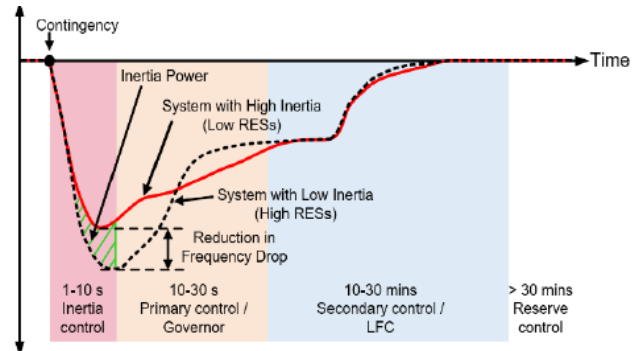 Contingency
Time
Inertia Power
System with High Inertia
(Low RESs)
System with Low Inertia
(High RESs)
Reduction in
Frequency Drop
1-10 s
Inertia
control
10-30 s
Primary control /
Governor
10-30 mins
Secondary control /
LFC
> 30 mins
Reserve
control